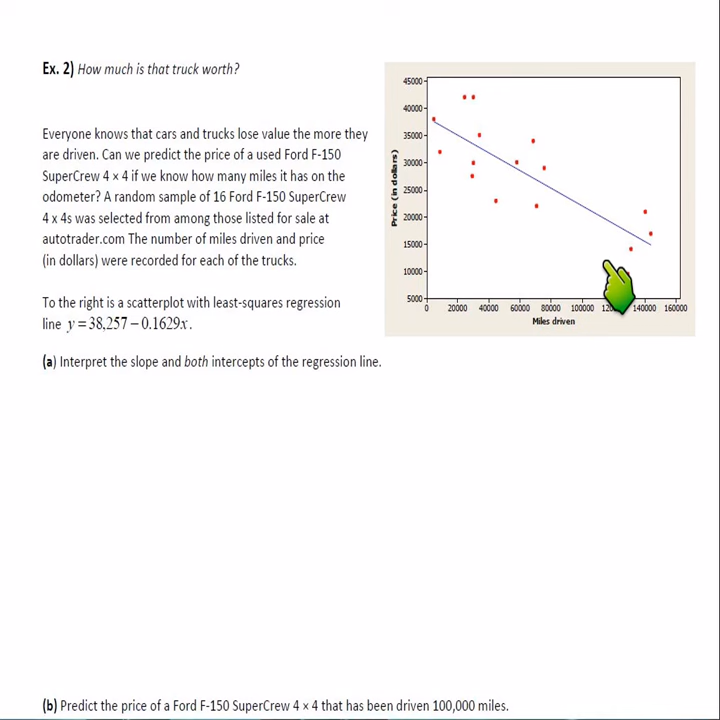 Ex. 2) How much is that truck worth?
Everyone knows that cars and trucks lose value the more they
are driven. Can we predict the price of a used Ford F-150
SuperCrew 4 × 4 if we know how many miles it has on the
odometer? A random sample of 16 Ford F-150 SuperCrew
4 x 4s was selected from among those listed for sale at
autotrader.com The number of miles driven and price
(in dollars) were recorded for each of the trucks.
To the right is a scatterplot with least-squares regression
line y = 38,257 − 0.1629x.
45000
40000
35000
30000
25000
20000
15000
10000
5000
Price (in dollars)
0 20000 40000 60000 80000 100000 140000 160000
Miles driven
(a) Interpret the slope and both intercepts of the regression line.
(b) Predict the price of a Ford F-150 SuperCrew 4 × 4 that has been driven 100,000 miles.